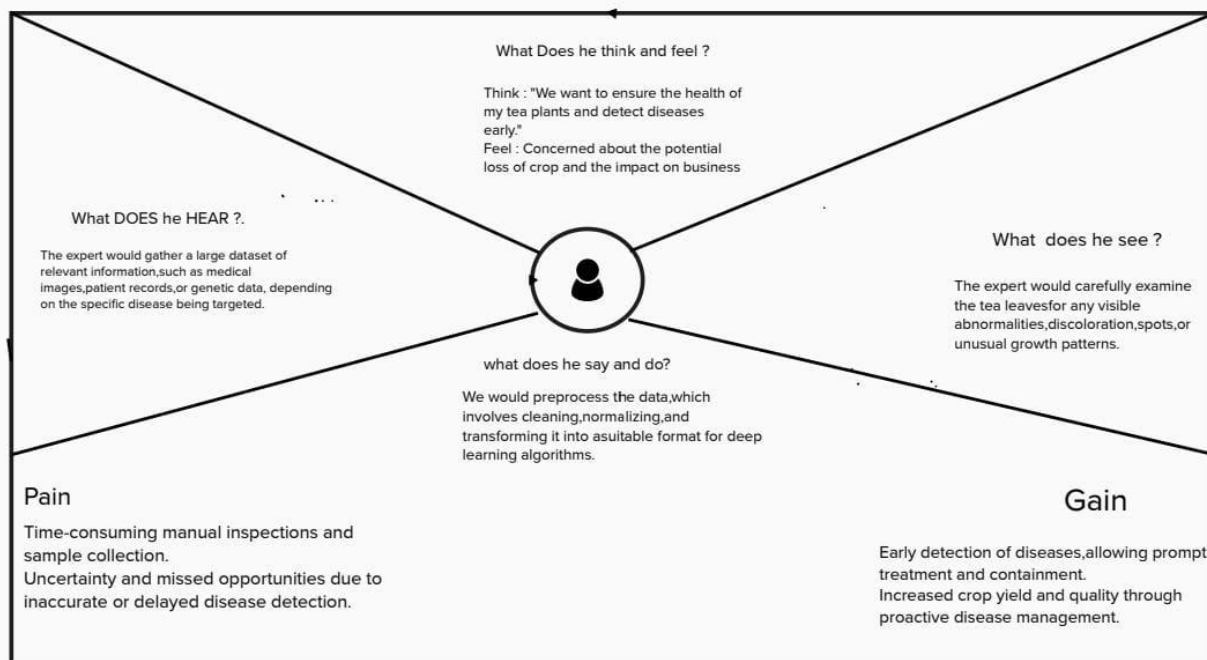 What Does he think and feel ?
Think : "We want to ensure the health of
my tea plants and detect diseases
early."
Feel : Concerned about the potential
loss of crop and the impact on business
What DOES he HEAR ?.
The expert would gather a large dataset of
relevant information,such as medical
images,patient records,or genetic data, depending
on the specific disease being targeted.
What does he see ?
The expert would carefully examine
the tea leavesfor any visible
abnormalities,discoloration,spots,or
unusual growth patterns.
what does he say and do?
We would preprocess the data,which
involves cleaning,normalizing,and
transforming it into asuitable format for deep
learning algorithms.
Pain
Time-consuming manual inspections and
sample collection.
Uncertainty and missed opportunities due to
inaccurate or delayed disease detection.
Gain
Early detection of diseases,allowing prompt
treatment and containment.
Increased crop yield and quality through
proactive disease management.